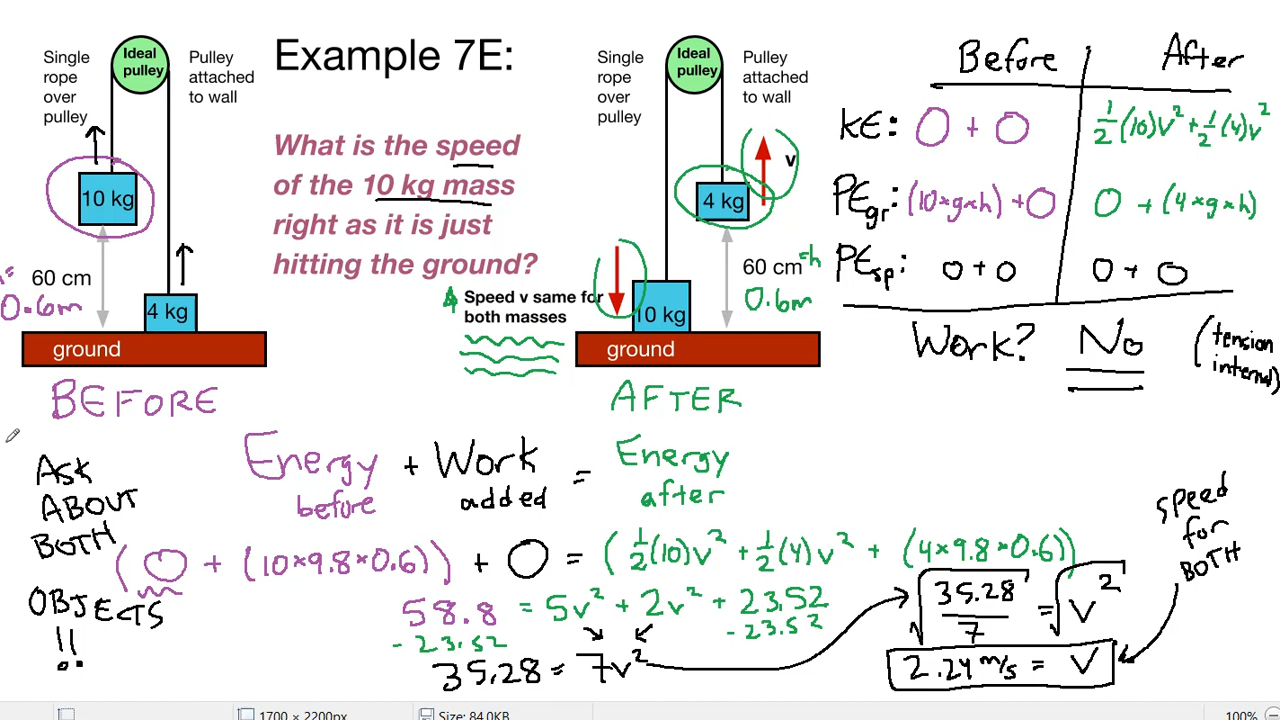 Example 7E:
Single
rope
over
pulley
Ideal
pulley
Pulley
attached
to wall
10 kg
60 cm
0.6m
4 kg
ground
BEFORE
What is the speed
of the 10 kg mass
right as it is just
hitting the ground?
Speed v same for
both masses
Single
rope
over
pulley
Ideal
pulley
Pulley
attached
to wall
v
4 kg
60 cm =h
0.6m
10 kg
ground
AFTER
Before After
KE: 0 + 0 ½(10)v² + ½(4)v²
PEgr: (10*g*h) + 0 0 + (4*g*h)
PEsp: 0 + 0 0 + 0
Work? No (tension
internal)
ASK
ABOUT
BOTH
OBJECTS
!!
Energy before + Work added = Energy after
(0 + (10*9.8*0.6)) + 0 = (½(10)v² + ½(4)v² + (4*9.8*0.6))
58.8 = 5v² + 2v² + 23.52
-23.52 -23.52
35.28 = 7v²
√35.28/7 = √v²
2.24 m/s = V
speed
for
BOTH
1700 × 2200px Size: 84.0KB 100%